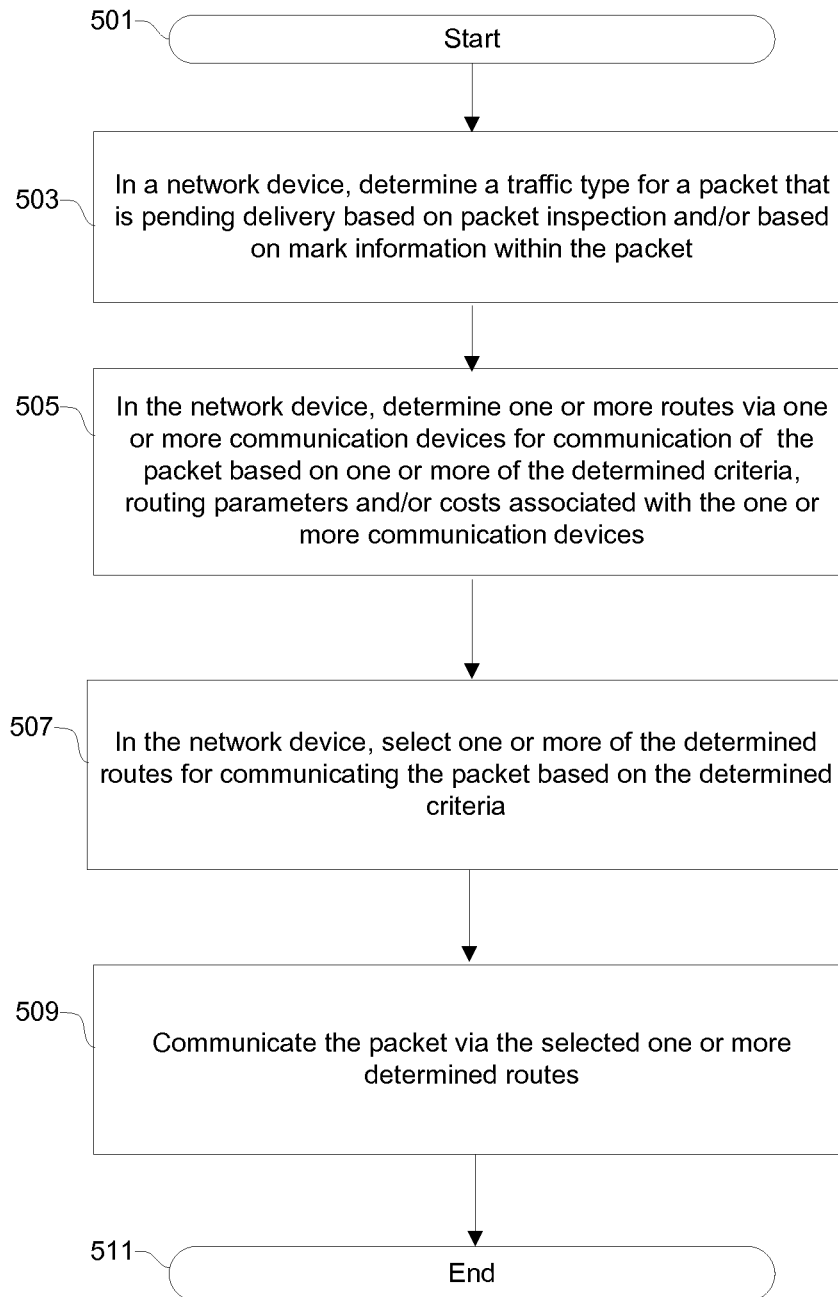 501
Start
503
In a network device, determine a traffic type for a packet that
is pending delivery based on packet inspection and/or based
on mark information within the packet
505
In the network device, determine one or more routes via one
or more communication devices for communication of the
packet based on one or more of the determined criteria,
routing parameters and/or costs associated with the one or
more communication devices
507
In the network device, select one or more of the determined
routes for communicating the packet based on the determined
criteria
509
Communicate the packet via the selected one or more
determined routes
511
End